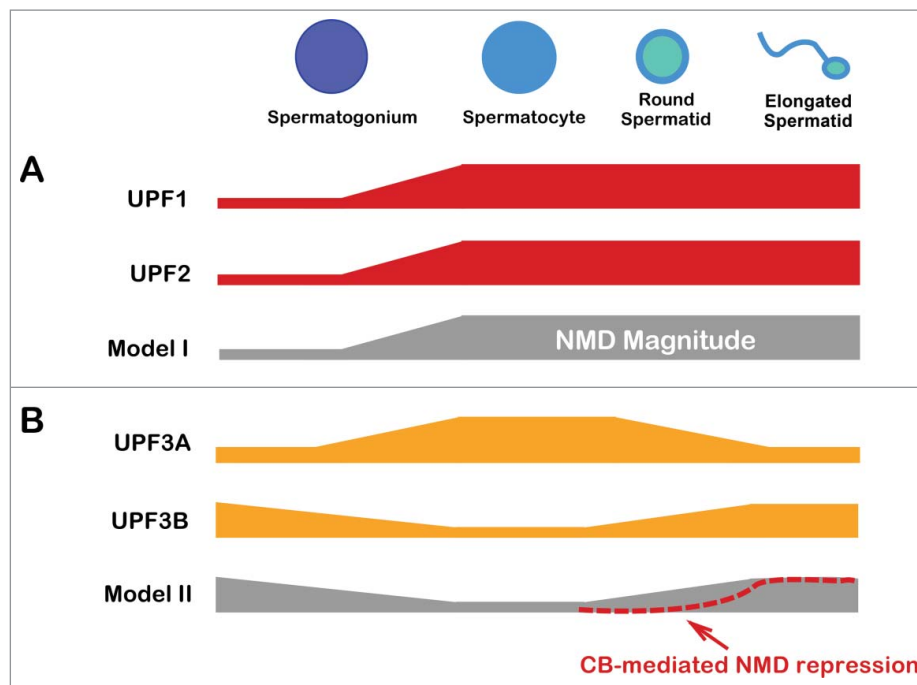 Spermatogonium
Spermatocyte
Round
Spermatid
Elongated
Spermatid
A
UPF1
UPF2
Model I
NMD Magnitude
B
UPF3A
UPF3B
Model II
CB-mediated NMD repression